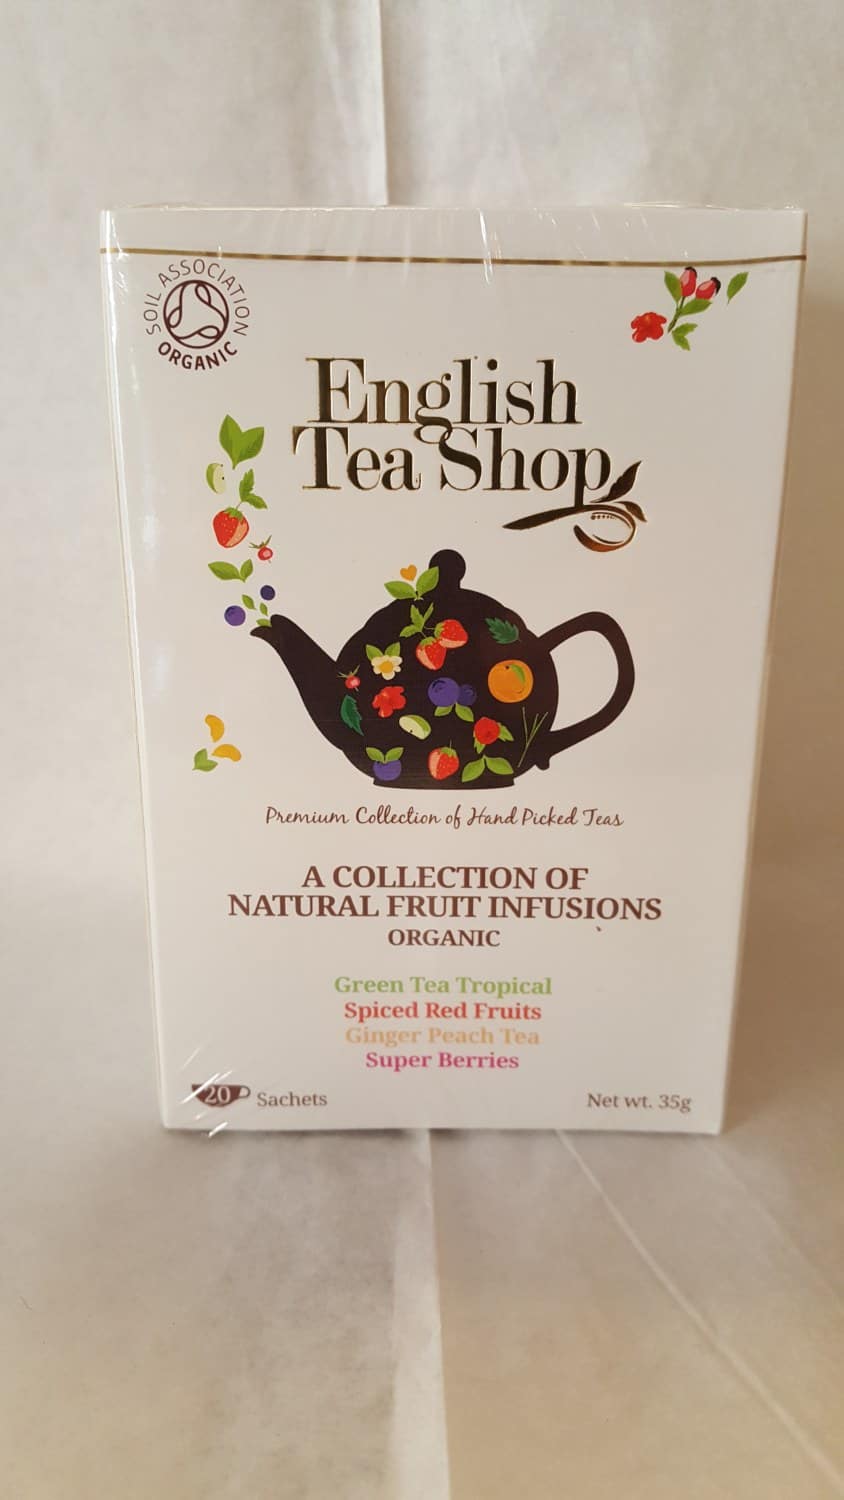 SOIL ASSOCIATION
ORGANIC
English
Tea Shop
Premium Collection of Hand Picked Teas
A COLLECTION OF
NATURAL FRUIT INFUSIONS
ORGANIC
Green Tea Tropical
Spiced Red Fruits
Ginger Peach Tea
Super Berries
20 Sachets
Net wt. 35g